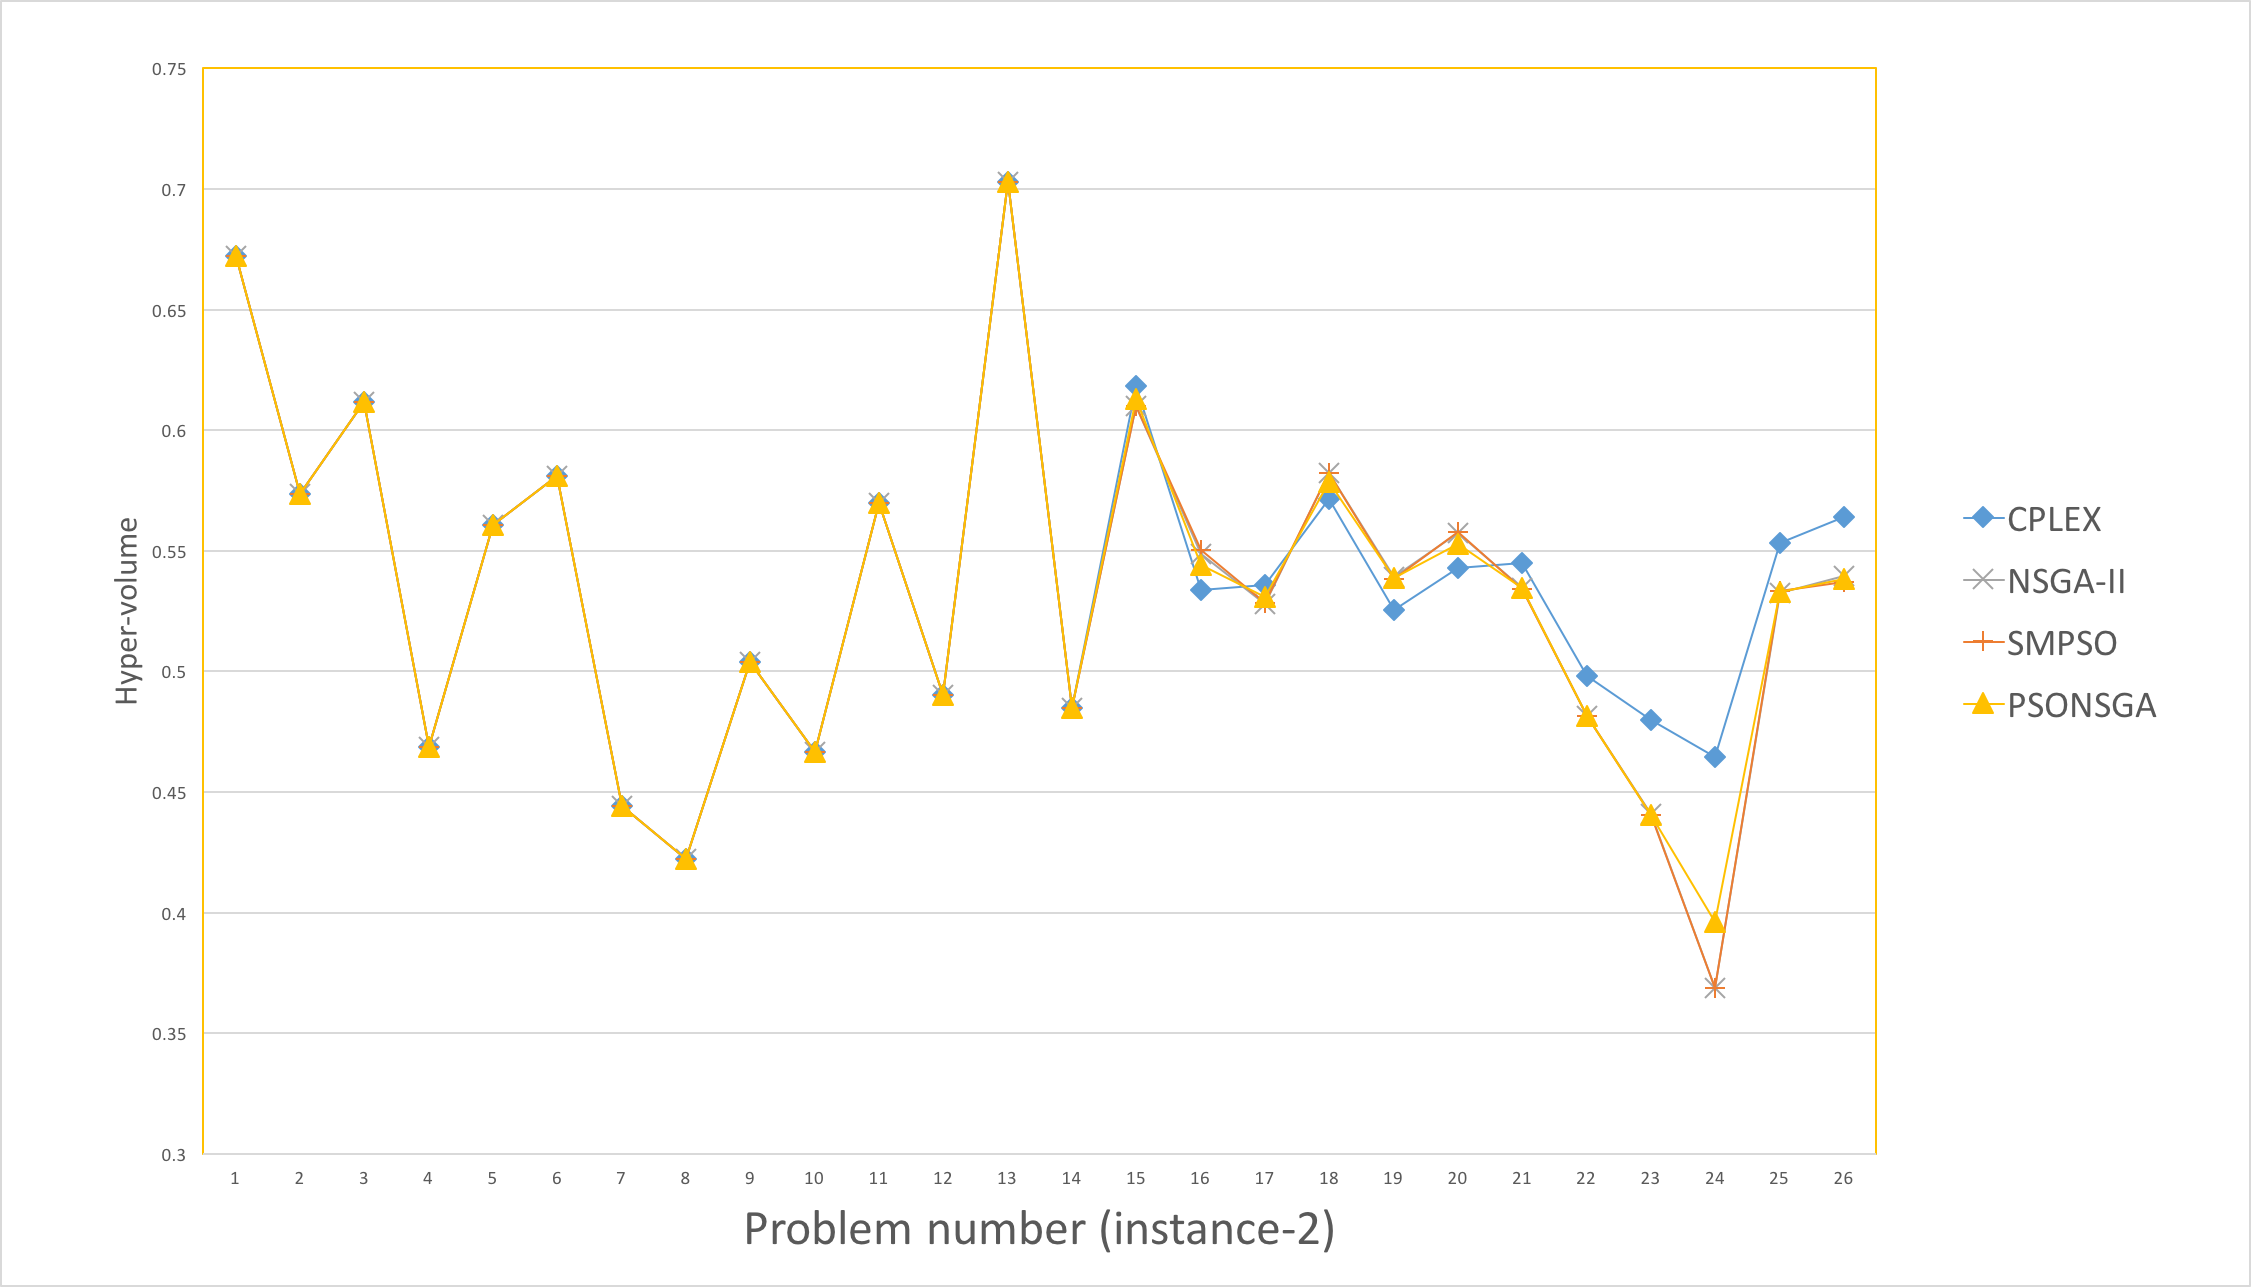 0.75
0.7
0.65
0.6
0.55
0.5
0.45
0.4
0.35
0.3
Hyper-volume
1 2 3 4 5 6 7 8 9 10 11 12 13 14 15 16 17 18 19 20 21 22 23 24 25 26
Problem number (instance-2)
CPLEX
NSGA-II
SMPSO
PSONSGA